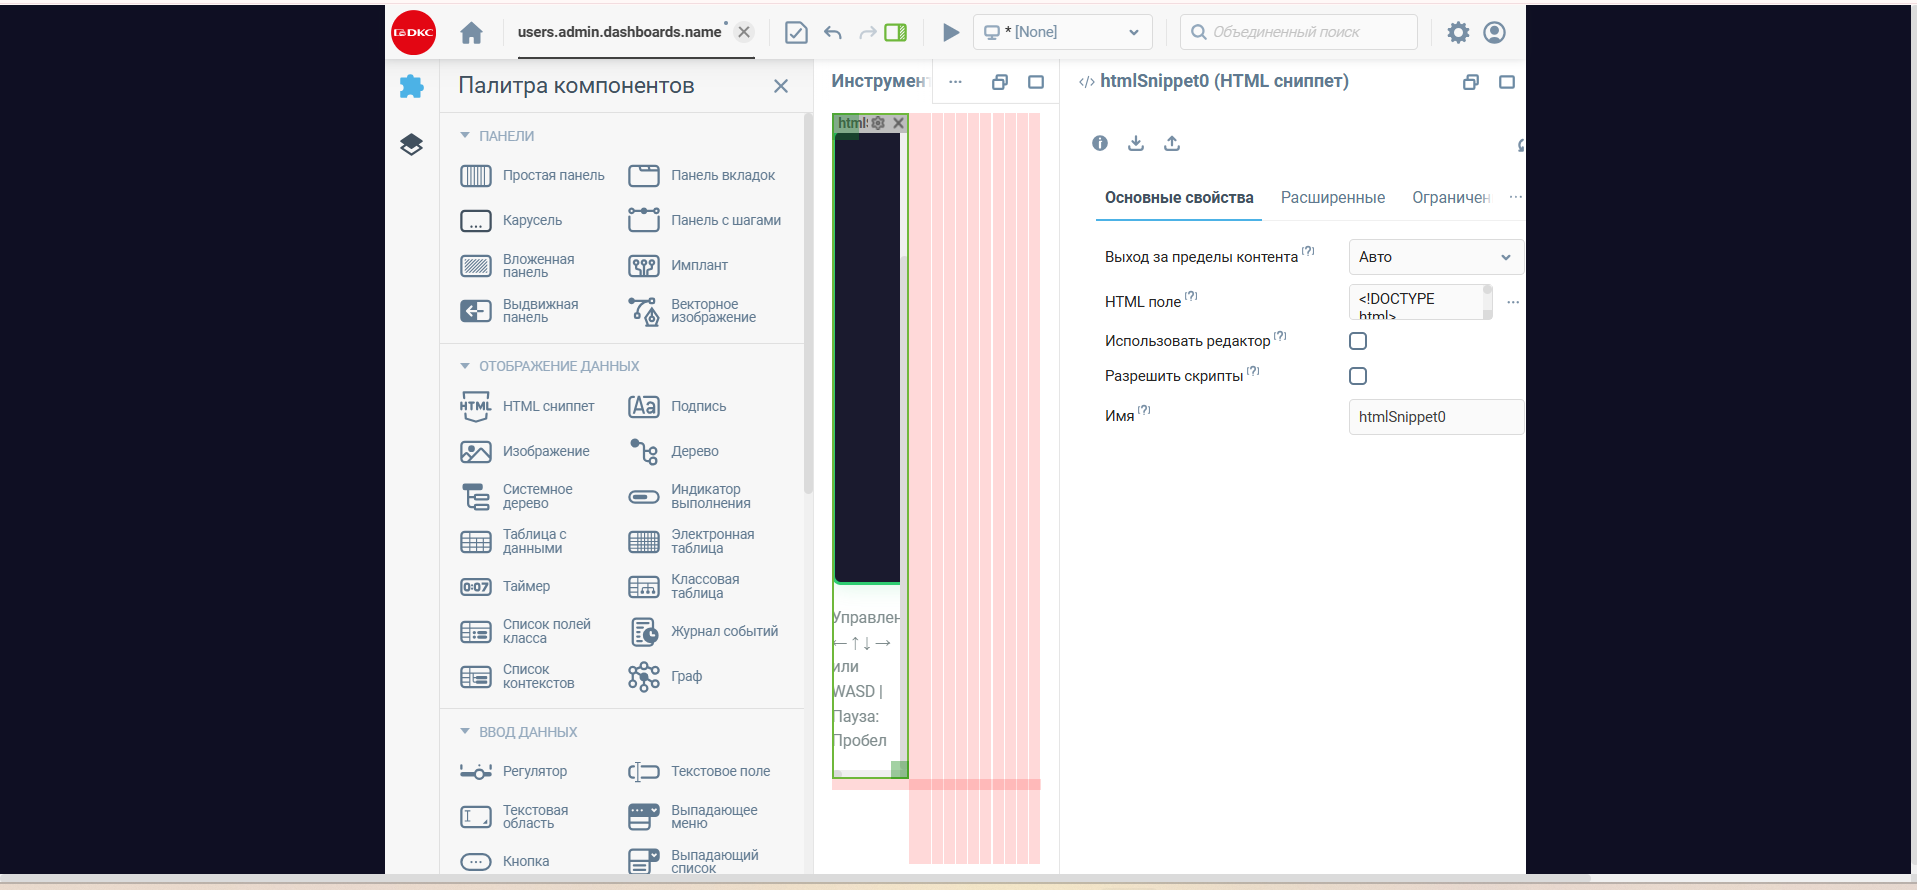 DKC
users.admin.dashboards.name
* [None]
Объединенный поиск
Палитра компонентов
ПАНЕЛИ
Простая панель
Панель вкладок
Карусель
Панель с шагами
Вложенная
панель
Имплант
Выдвижная
панель
Векторное
изображение
ОТОБРАЖЕНИЕ ДАННЫХ
HTML
HTML сниппет
Aa
Подпись
Изображение
Дерево
Системное
дерево
Индикатор
выполнения
Таблица с
данными
Электронная
таблица
0:07
Таймер
Классовая
таблица
Список полей
класса
Журнал событий
Список
контекстов
Граф
ВВОД ДАННЫХ
Регулятор
Текстовое поле
Текстовая
область
Выпадающее
меню
Кнопка
Выпадающий
список
Инструмент
...
html
Управлен
←↑↓→
или
WASD |
Пауза:
Пробел
</> htmlSnippet0 (HTML сниппет)
Основные свойства
Расширенные
Ограничен
...
Выход за пределы контента [?]
Авто
HTML поле [?]
<!DOCTYPE
html>
...
Использовать редактор [?]
Разрешить скрипты [?]
Имя [?]
htmlSnippet0